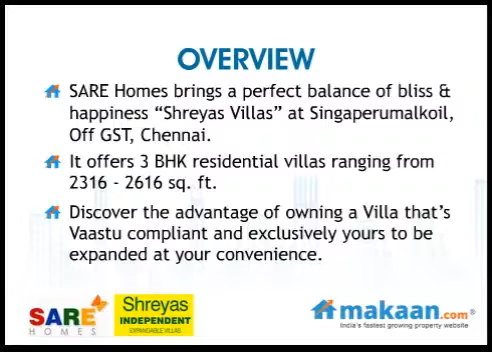 OVERVIEW
SARE Homes brings a perfect balance of bliss &
happiness “Shreyas Villas” at Singaperumalkoil,
Off GST, Chennai.
It offers 3 BHK residential villas ranging from
2316 - 2616 sq. ft.
Discover the advantage of owning a Villa that’s
Vaastu compliant and exclusively yours to be
expanded at your convenience.
SARE
HOMES
Shreyas
INDEPENDENT
EXPANDABLE VILLAS
makaan.com®
India's fastest growing property website